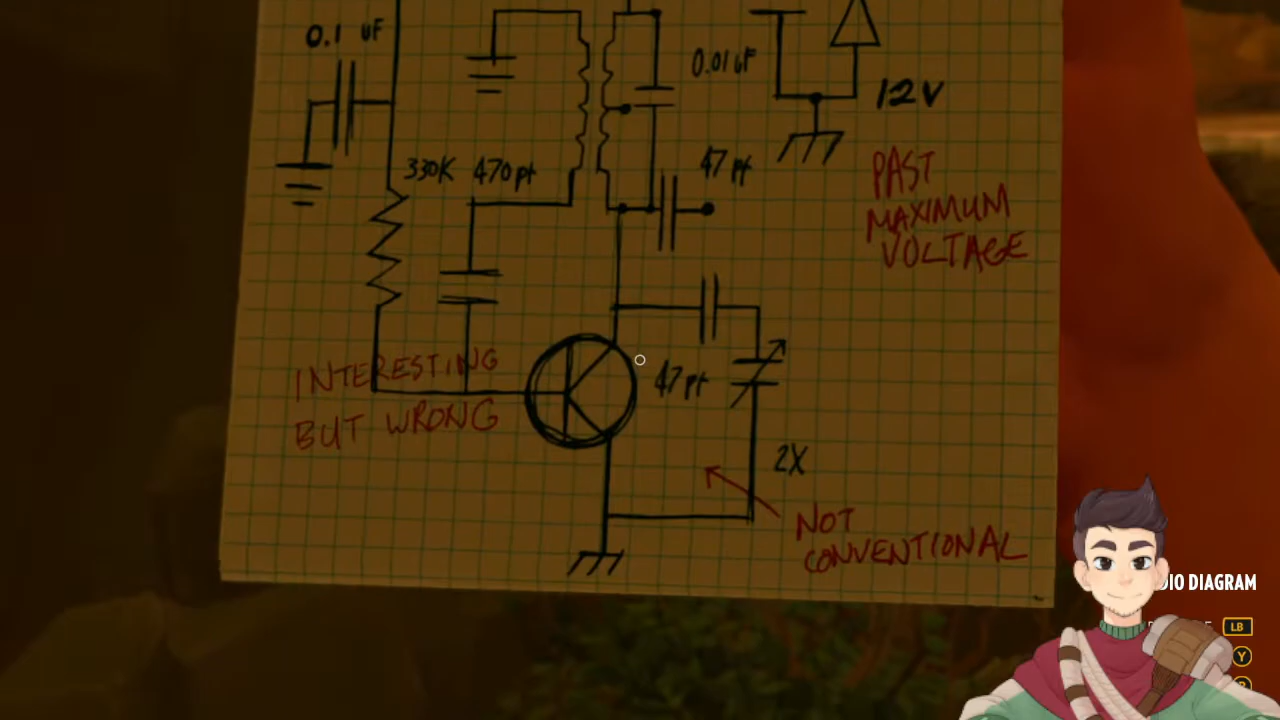 0.1 uF
0.01 uF
12V
330K 470pf
47 pf
PAST
MAXIMUM
VOLTAGE
INTERESTING
BUT WRONG
47pf
2X
NOT
CONVENTIONAL
DIO DIAGRAM
LB
Y